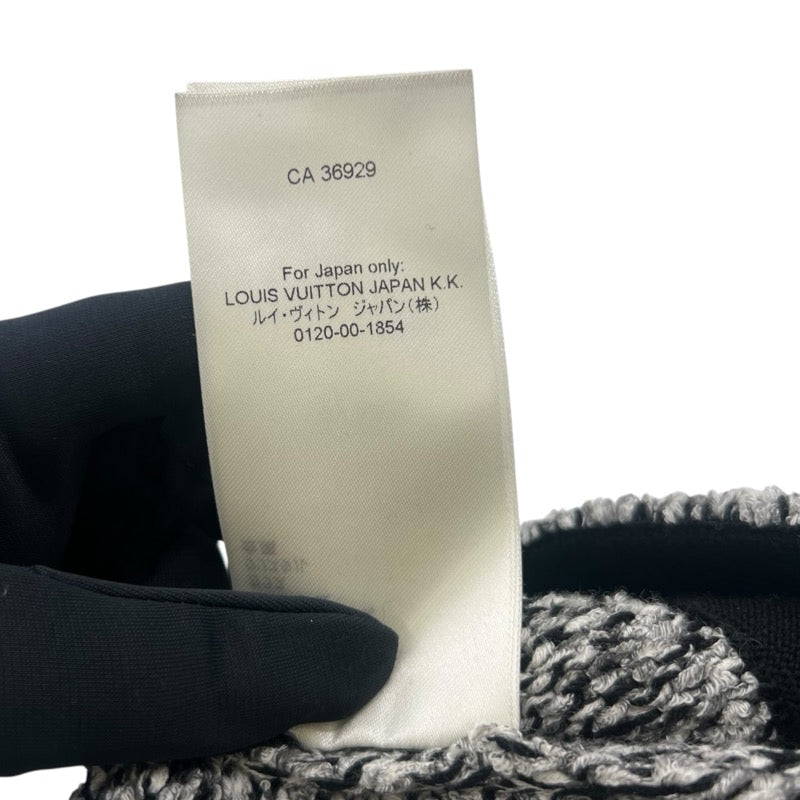 CA 36929
For Japan only:
LOUIS VUITTON JAPAN K.K.
ルイ・ヴィトン ジャパン(株)
0120-00-1854